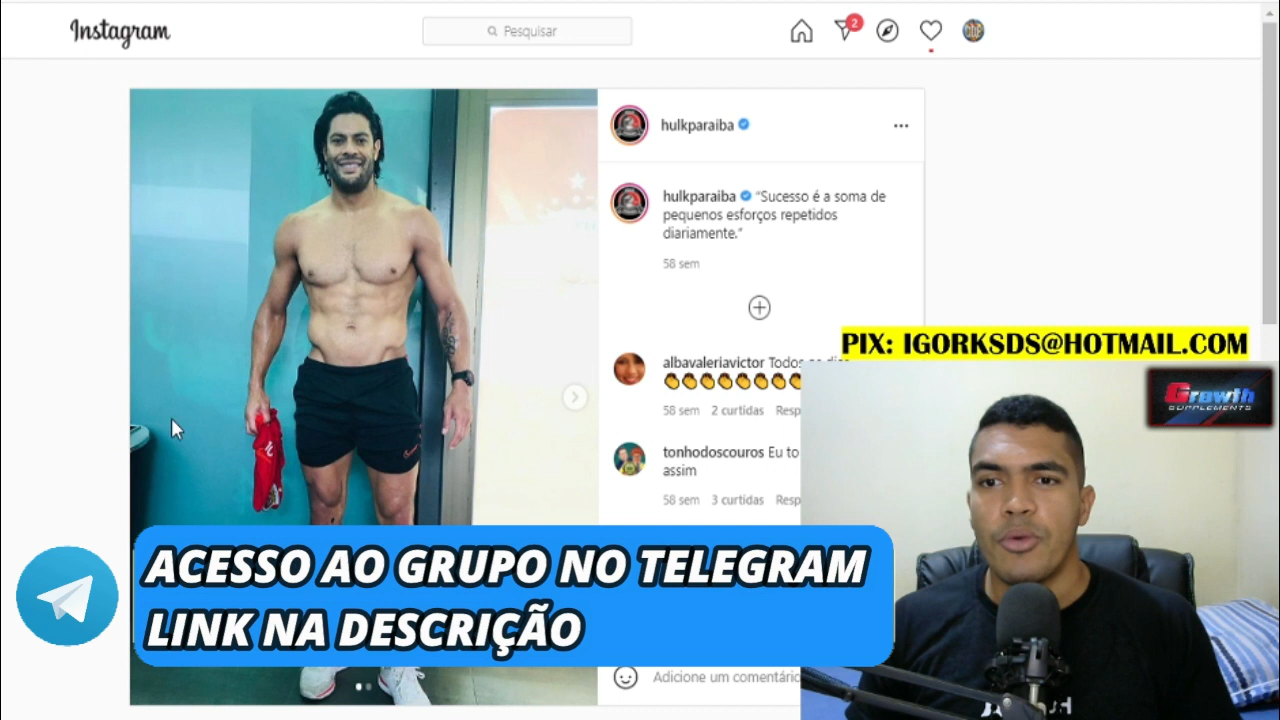 Instagram
Pesquisar
2
hulkparaiba
hulkparaiba "Sucesso é a soma de
pequenos esforços repetidos
diariamente."
58 sem
PIX: IGORKSDS@HOTMAIL.COM
albavaleriavictor Todos
58 sem 2 curtidas Resp
Growth
SUPPLEMENTS
tonhodoscouros Eu to
assim
58 sem 3 curtidas Resp
ACESSO AO GRUPO NO TELEGRAM
LINK NA DESCRIÇÃO
Adicione um comentário